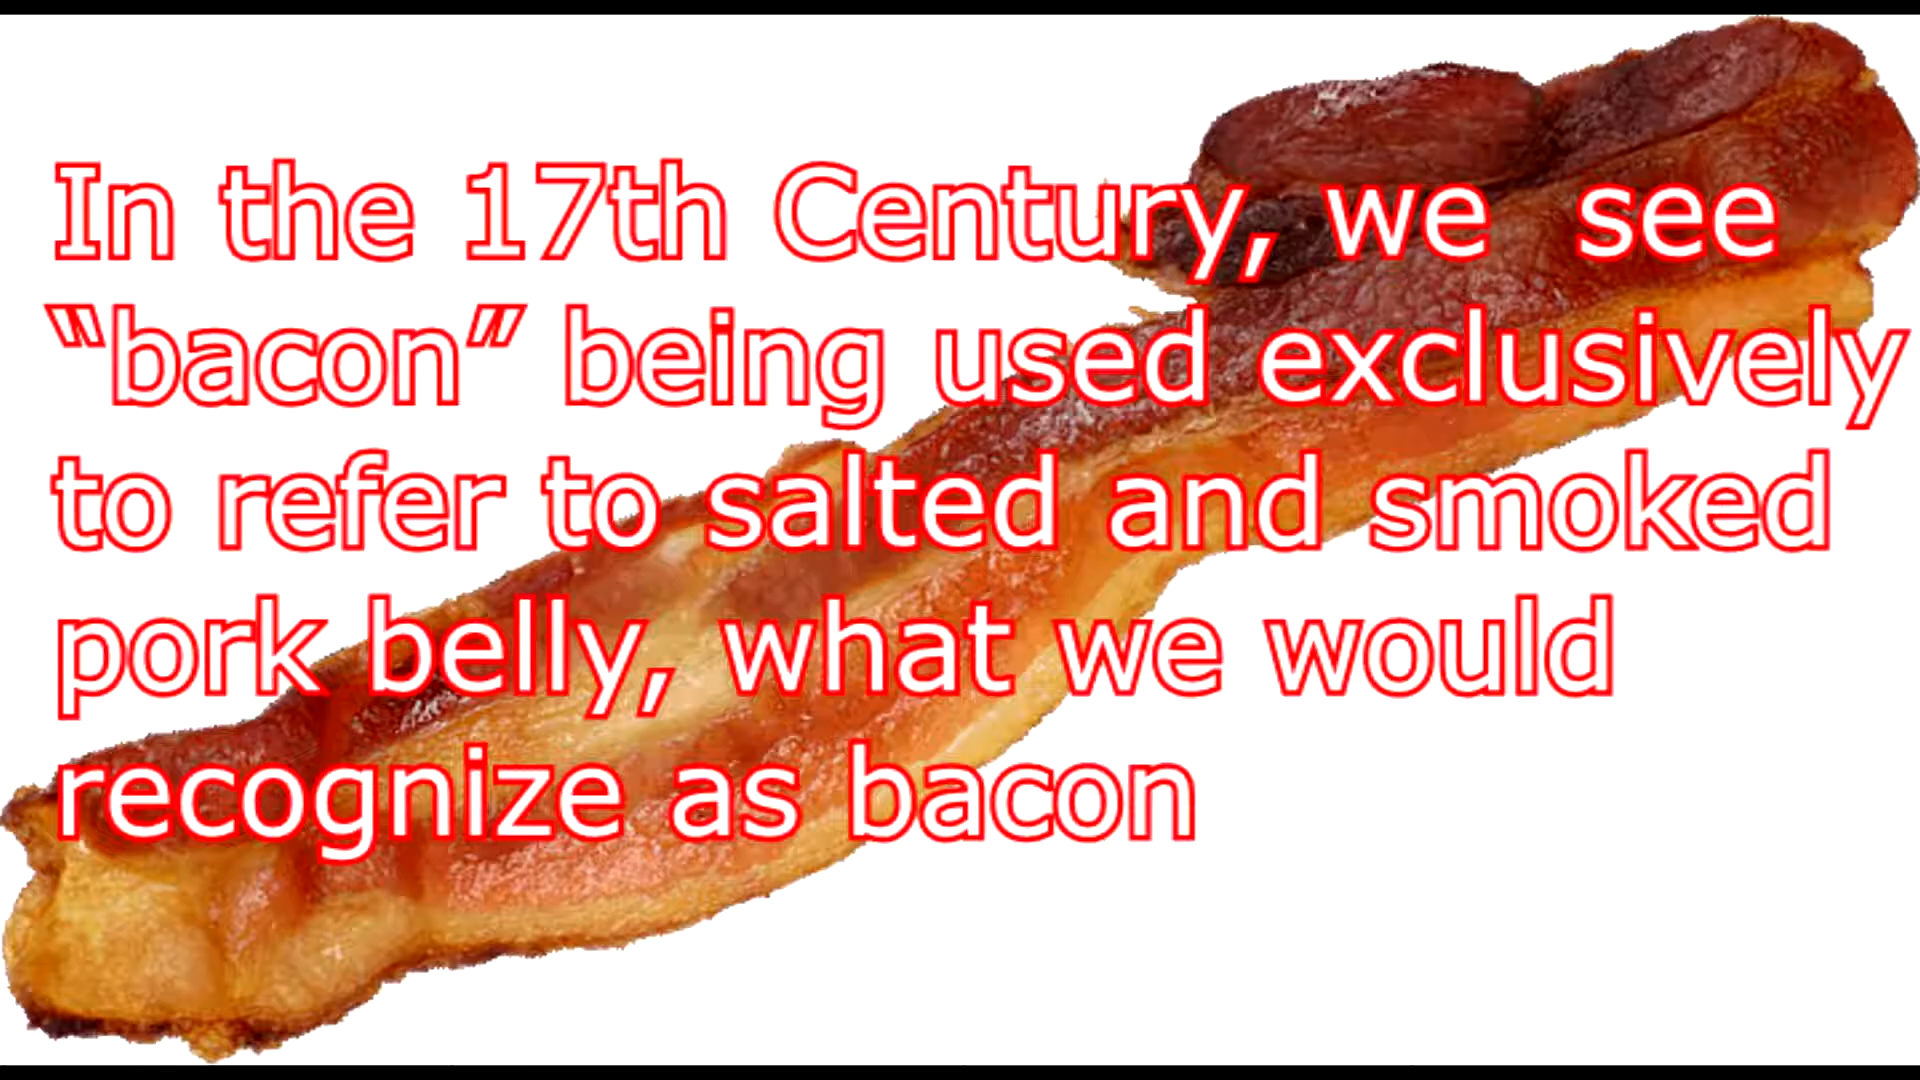 In the 17th Century, we  see
“bacon” being used exclusively
to refer to salted and smoked
pork belly, what we would
recognize as bacon